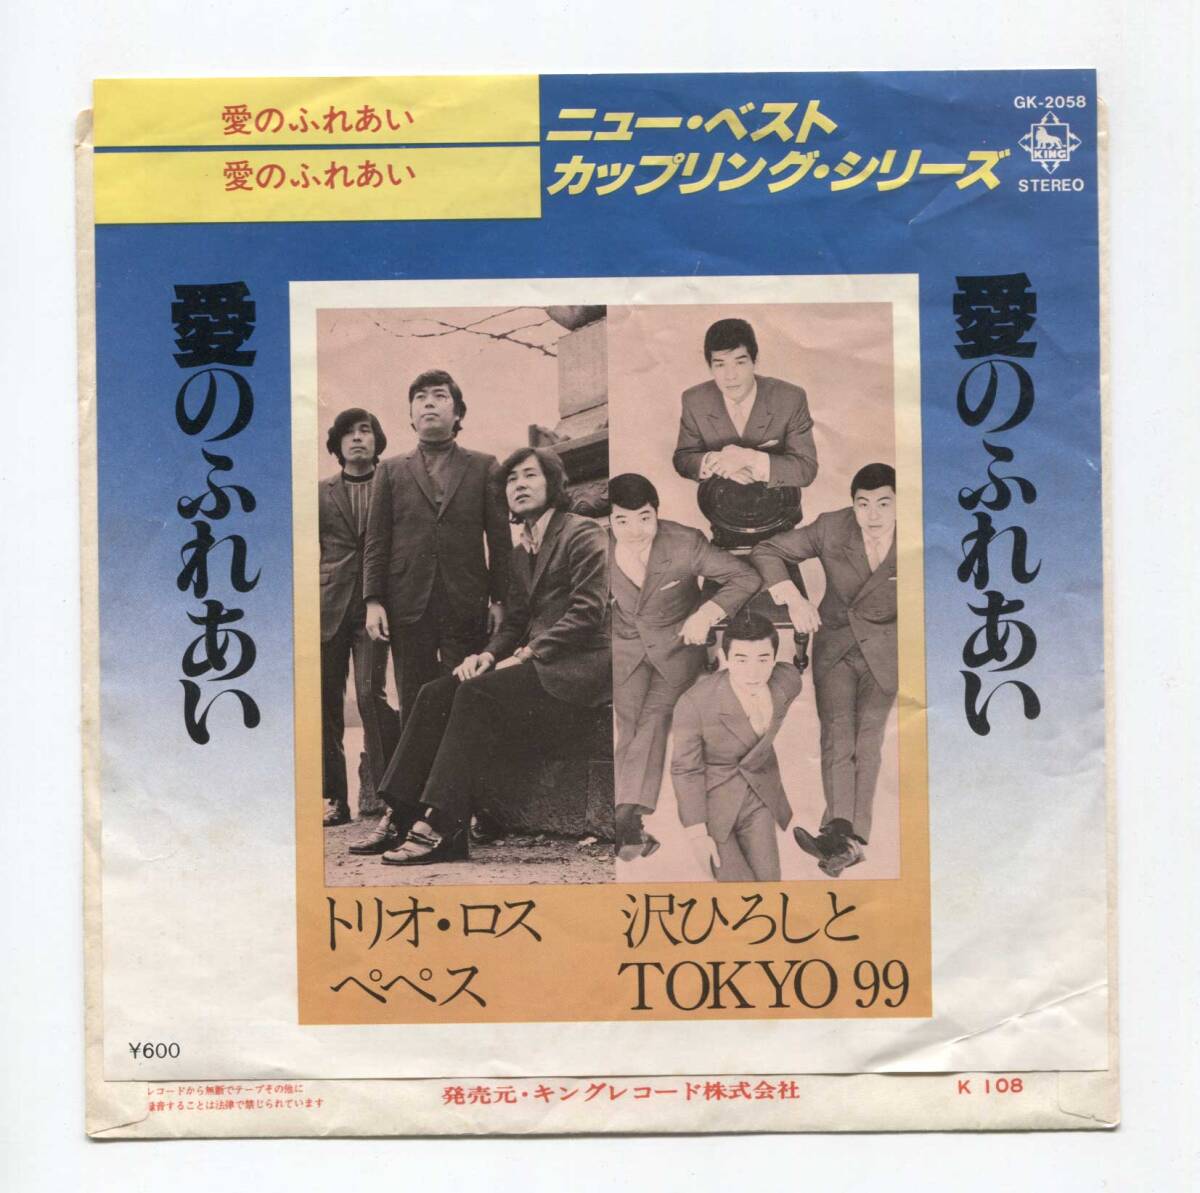 愛のふれあい
愛のふれあい
ニュー・ベスト
カップリング・シリーズ
GK-2058
KING
STEREO
愛のふれあい
愛のふれあい
トリオ・ロス
ペペス
沢ひろしと
TOKYO 99
¥600
レコードから無断でテープその他に
録音することは法律で禁じられています
発売元・キングレコード株式会社
K 108